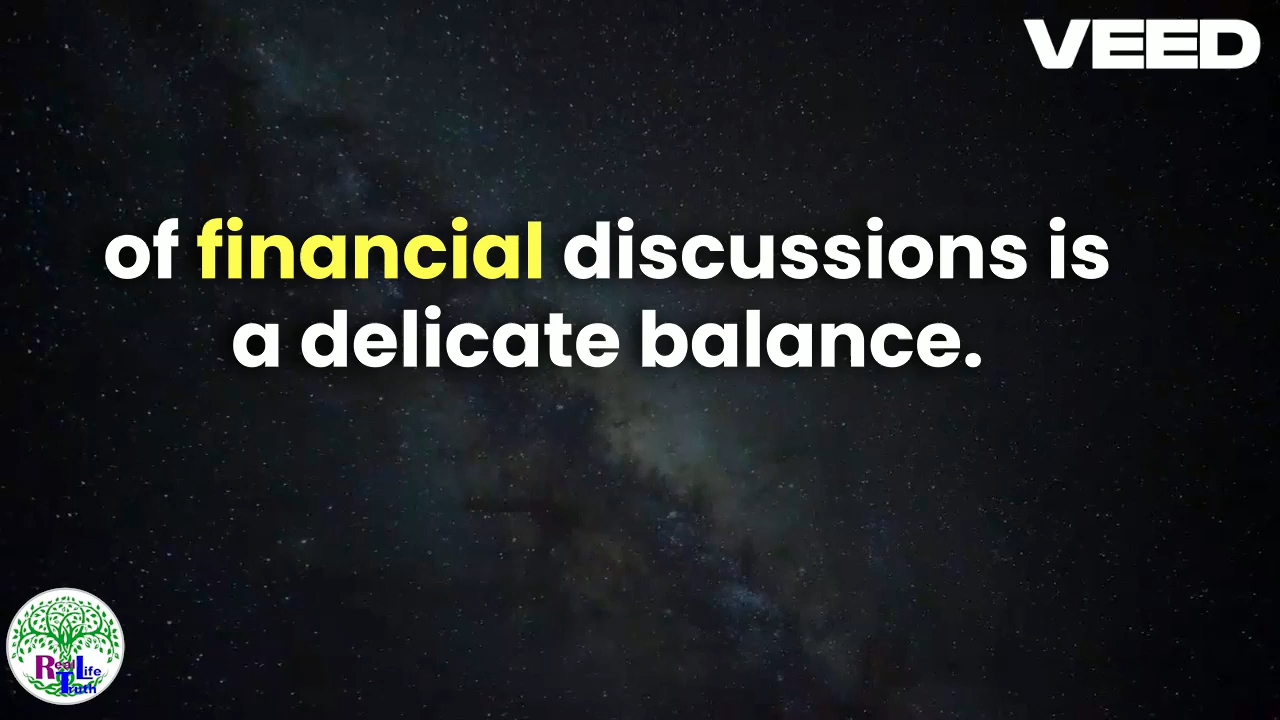 VEED
of financial discussions is
a delicate balance.
Real Life
Truth